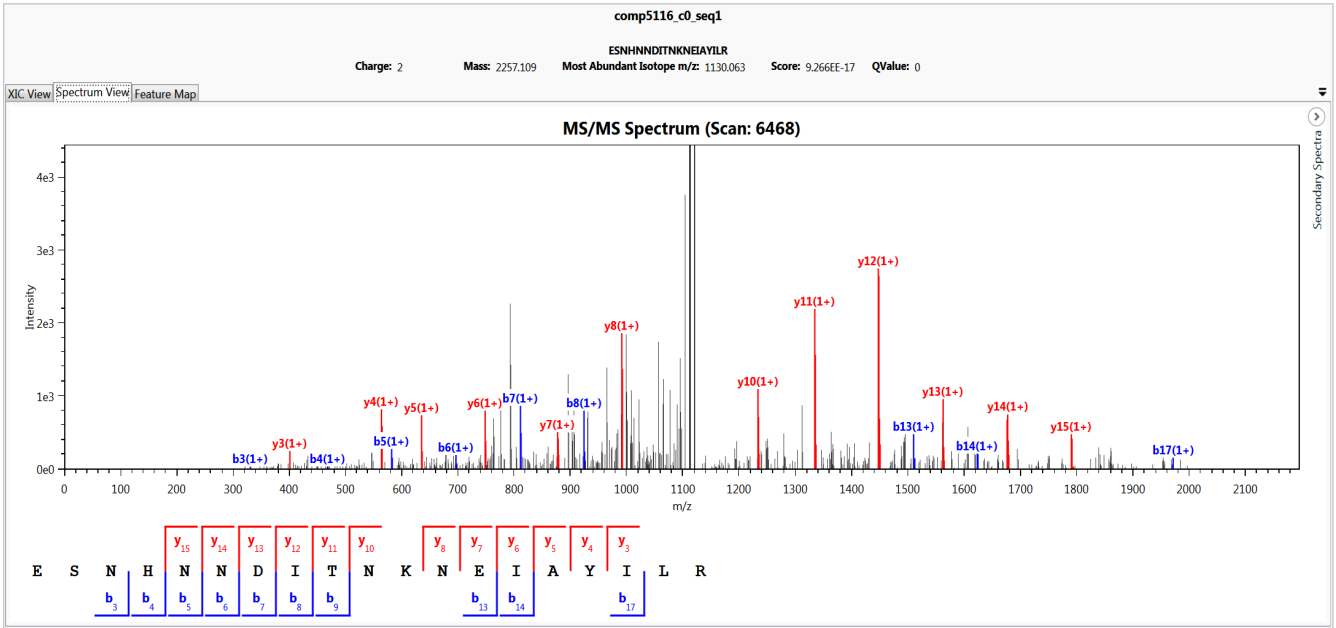 comp5116_c0_seq1
ESNHNNDITNKNEIAYILR
Charge: 2 Mass: 2257.109 Most Abundant Isotope m/z: 1130.063 Score: 9.266EE-17 QValue: 0
XIC View Spectrum View Feature Map
MS/MS Spectrum (Scan: 6468)
Secondary Spectra
Intensity
4e3
3e3
2e3
1e3
0e0
b3(1+)
y3(1+)
b4(1+)
y4(1+)
b5(1+)
y5(1+)
b6(1+)
y6(1+)
b7(1+)
y7(1+)
b8(1+)
y8(1+)
y10(1+)
y11(1+)
y12(1+)
b13(1+)
y13(1+)
b14(1+)
y14(1+)
y15(1+)
b17(1+)
0 100 200 300 400 500 600 700 800 900 1000 1100 1200 1300 1400 1500 1600 1700 1800 1900 2000 2100
m/z
y15 y14 y13 y12 y11 y10 y8 y7 y6 y5 y4 y3
E S N H N N D I T N K N E I A Y I L R
b3 b4 b5 b6 b7 b8 b9 b13 b14 b17